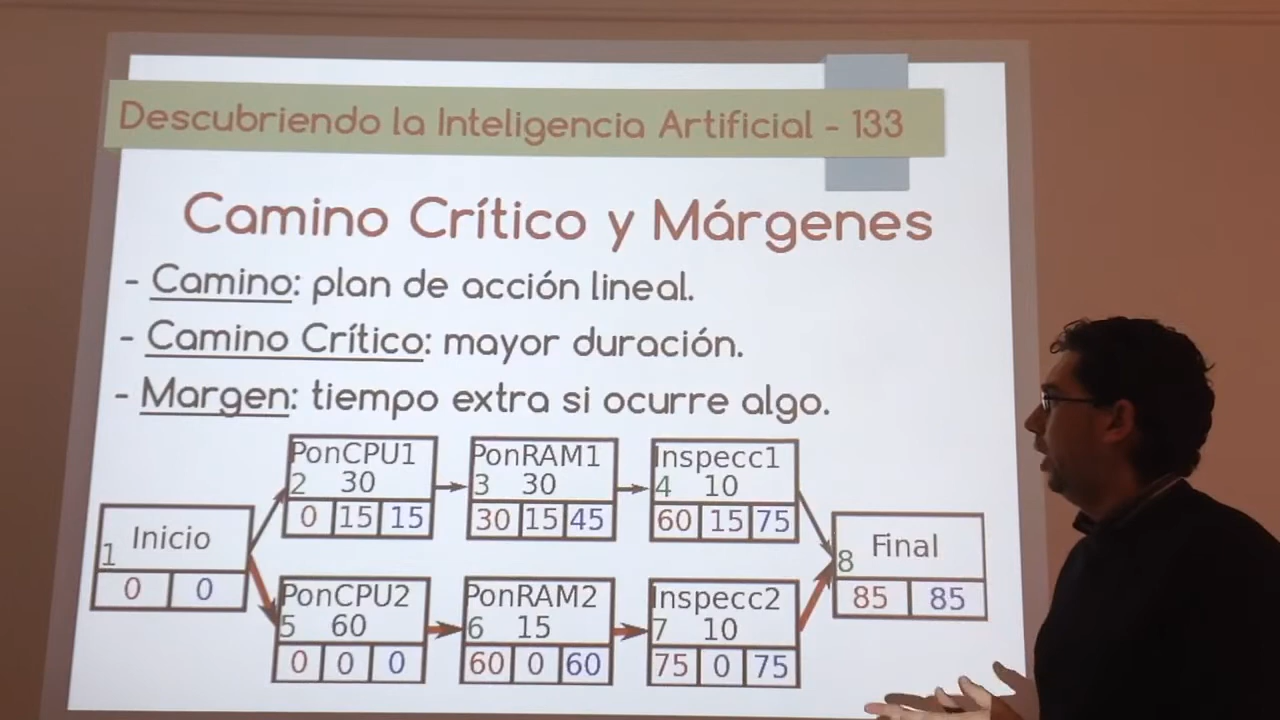 Descubriendo la Inteligencia Artificial - 133
Camino Crítico y Márgenes
- Camino: plan de acción lineal.
- Camino Crítico: mayor duración.
- Margen: tiempo extra si ocurre algo.
Inicio
1
0 0
PonCPU1
2 30
0 15 15
PonRAM1
3 30
30 15 45
Inspecc1
4 10
60 15 75
PonCPU2
5 60
0 0 0
PonRAM2
6 15
60 0 60
Inspecc2
7 10
75 0 75
Final
8
85 85